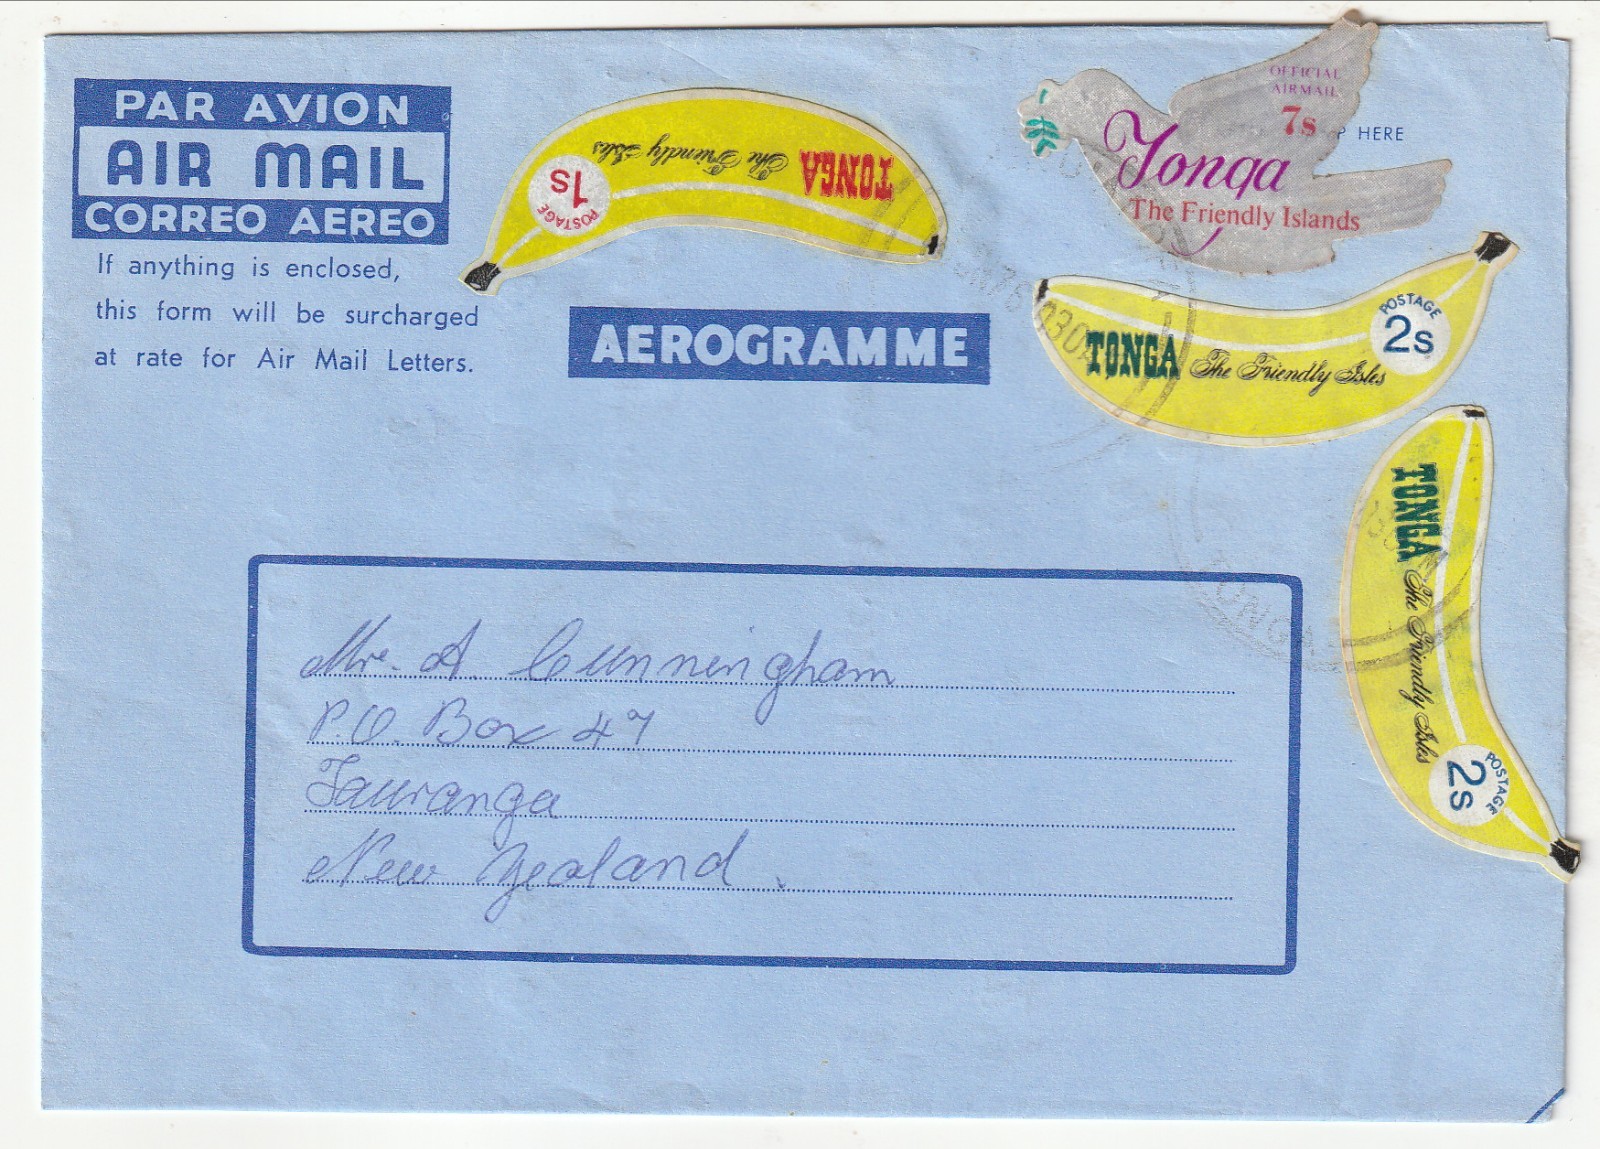 PAR AVION
AIR MAIL
CORREO AEREO
If anything is enclosed,
this form will be surcharged
at rate for Air Mail Letters.
TONGA The Friendly Isles
POSTAGE
1s
OFFICIAL
AIRMAIL
7s
HERE
Tonga
The Friendly Islands
AEROGRAMME
POSTAGE
2s
TONGA The Friendly Isles
TONGA The Friendly Isles
POSTAGE
2s
TONGA
Mr. A Cunningham
P.O. Box 47
Tauranga
New Zealand.